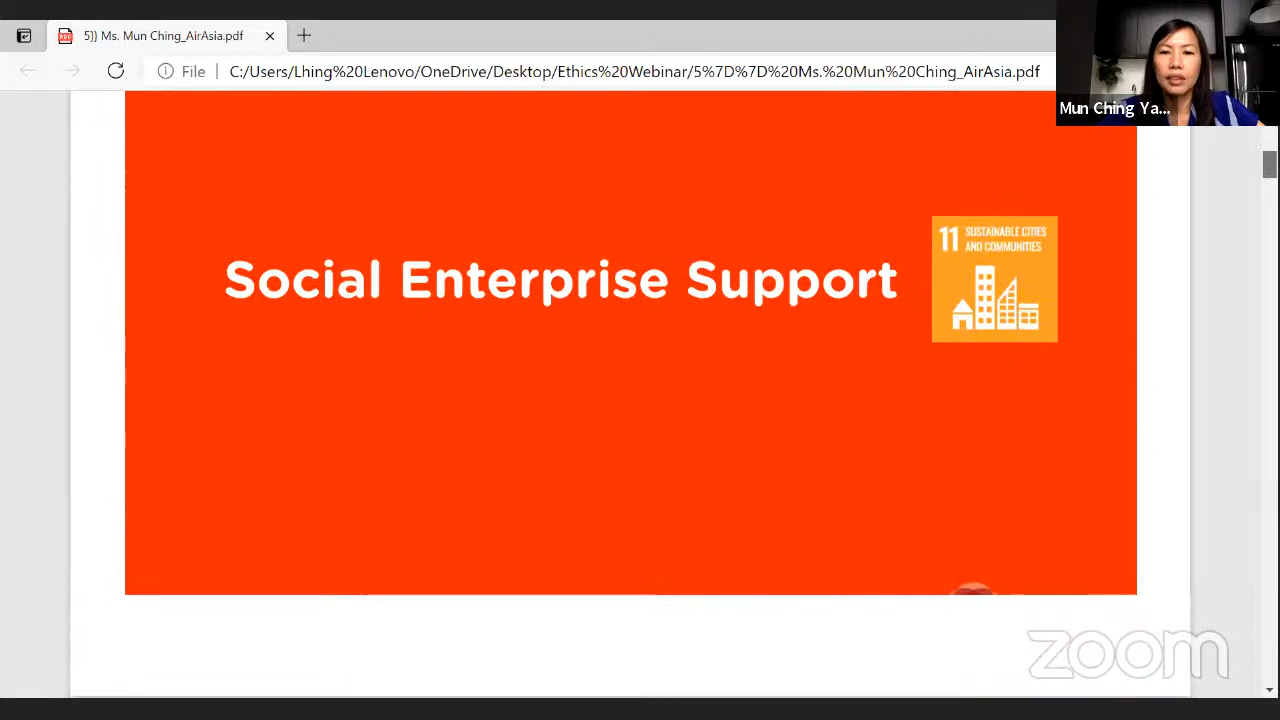 5}} Ms. Mun Ching_AirAsia.pdf
File
C:/Users/Lhing%20Lenovo/OneDrive/Desktop/Ethics%20Webinar/5%7D%7D%20Ms.%20Mun%20Ching_AirAsia.pdf
Mun Ching Ya...
11 SUSTAINABLE CITIES
AND COMMUNITIES
Social Enterprise Support
zoom